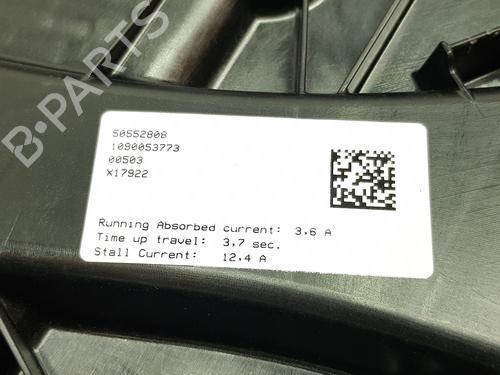 B-PARTS
50552808
1090053773
00503
X17922
Running Absorbed current: 3.6 A
Time up travel: 3.7 sec.
Stall Current: 12.4 A